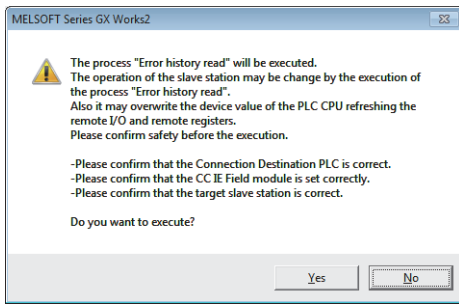 MELSOFT Series GX Works2
The process "Error history read" will be executed.
The operation of the slave station may be change by the execution of
the process "Error history read".
Also it may overwrite the device value of the PLC CPU refreshing the
remote I/O and remote registers.
Please confirm safety before the execution.
-Please confirm that the Connection Destination PLC is correct.
-Please confirm that the CC IE Field module is set correctly.
-Please confirm that the target slave station is correct.
Do you want to execute?
Yes No